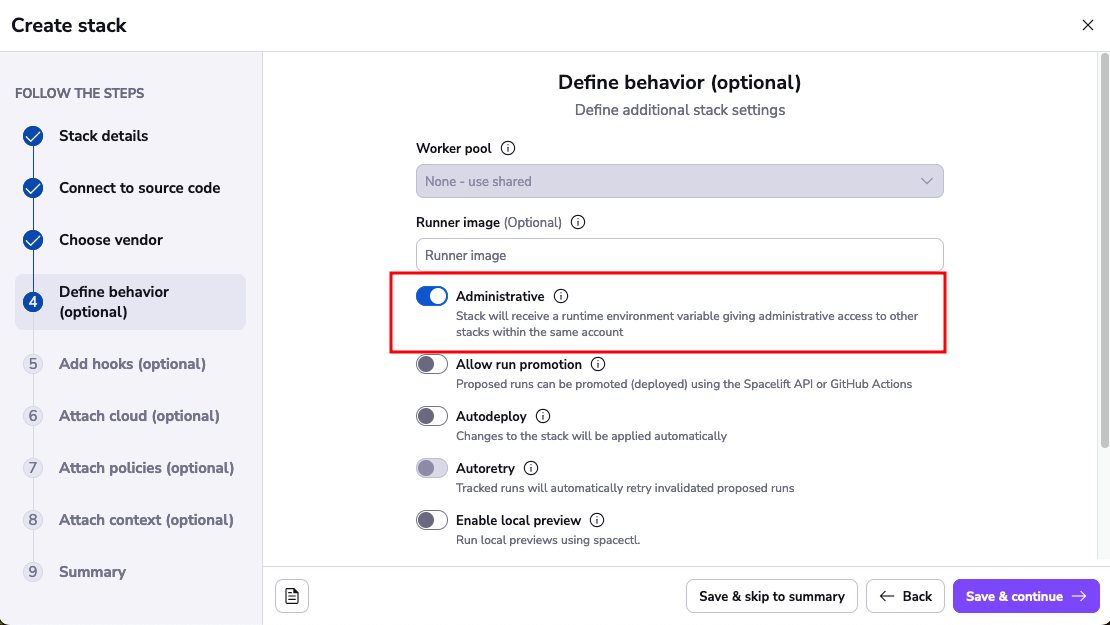 Create stack
FOLLOW THE STEPS
Stack details
Connect to source code
Choose vendor
4 Define behavior
(optional)
5 Add hooks (optional)
6 Attach cloud (optional)
7 Attach policies (optional)
8 Attach context (optional)
9 Summary
Define behavior (optional)
Define additional stack settings
Worker pool
None - use shared
Runner image (Optional)
Runner image
Administrative
Stack will receive a runtime environment variable giving administrative access to other
stacks within the same account
Allow run promotion
Proposed runs can be promoted (deployed) using the Spacelift API or GitHub Actions
Autodeploy
Changes to the stack will be applied automatically
Autoretry
Tracked runs will automatically retry invalidated proposed runs
Enable local preview
Run local previews using spacectl.
Save & skip to summary
Back
Save & continue